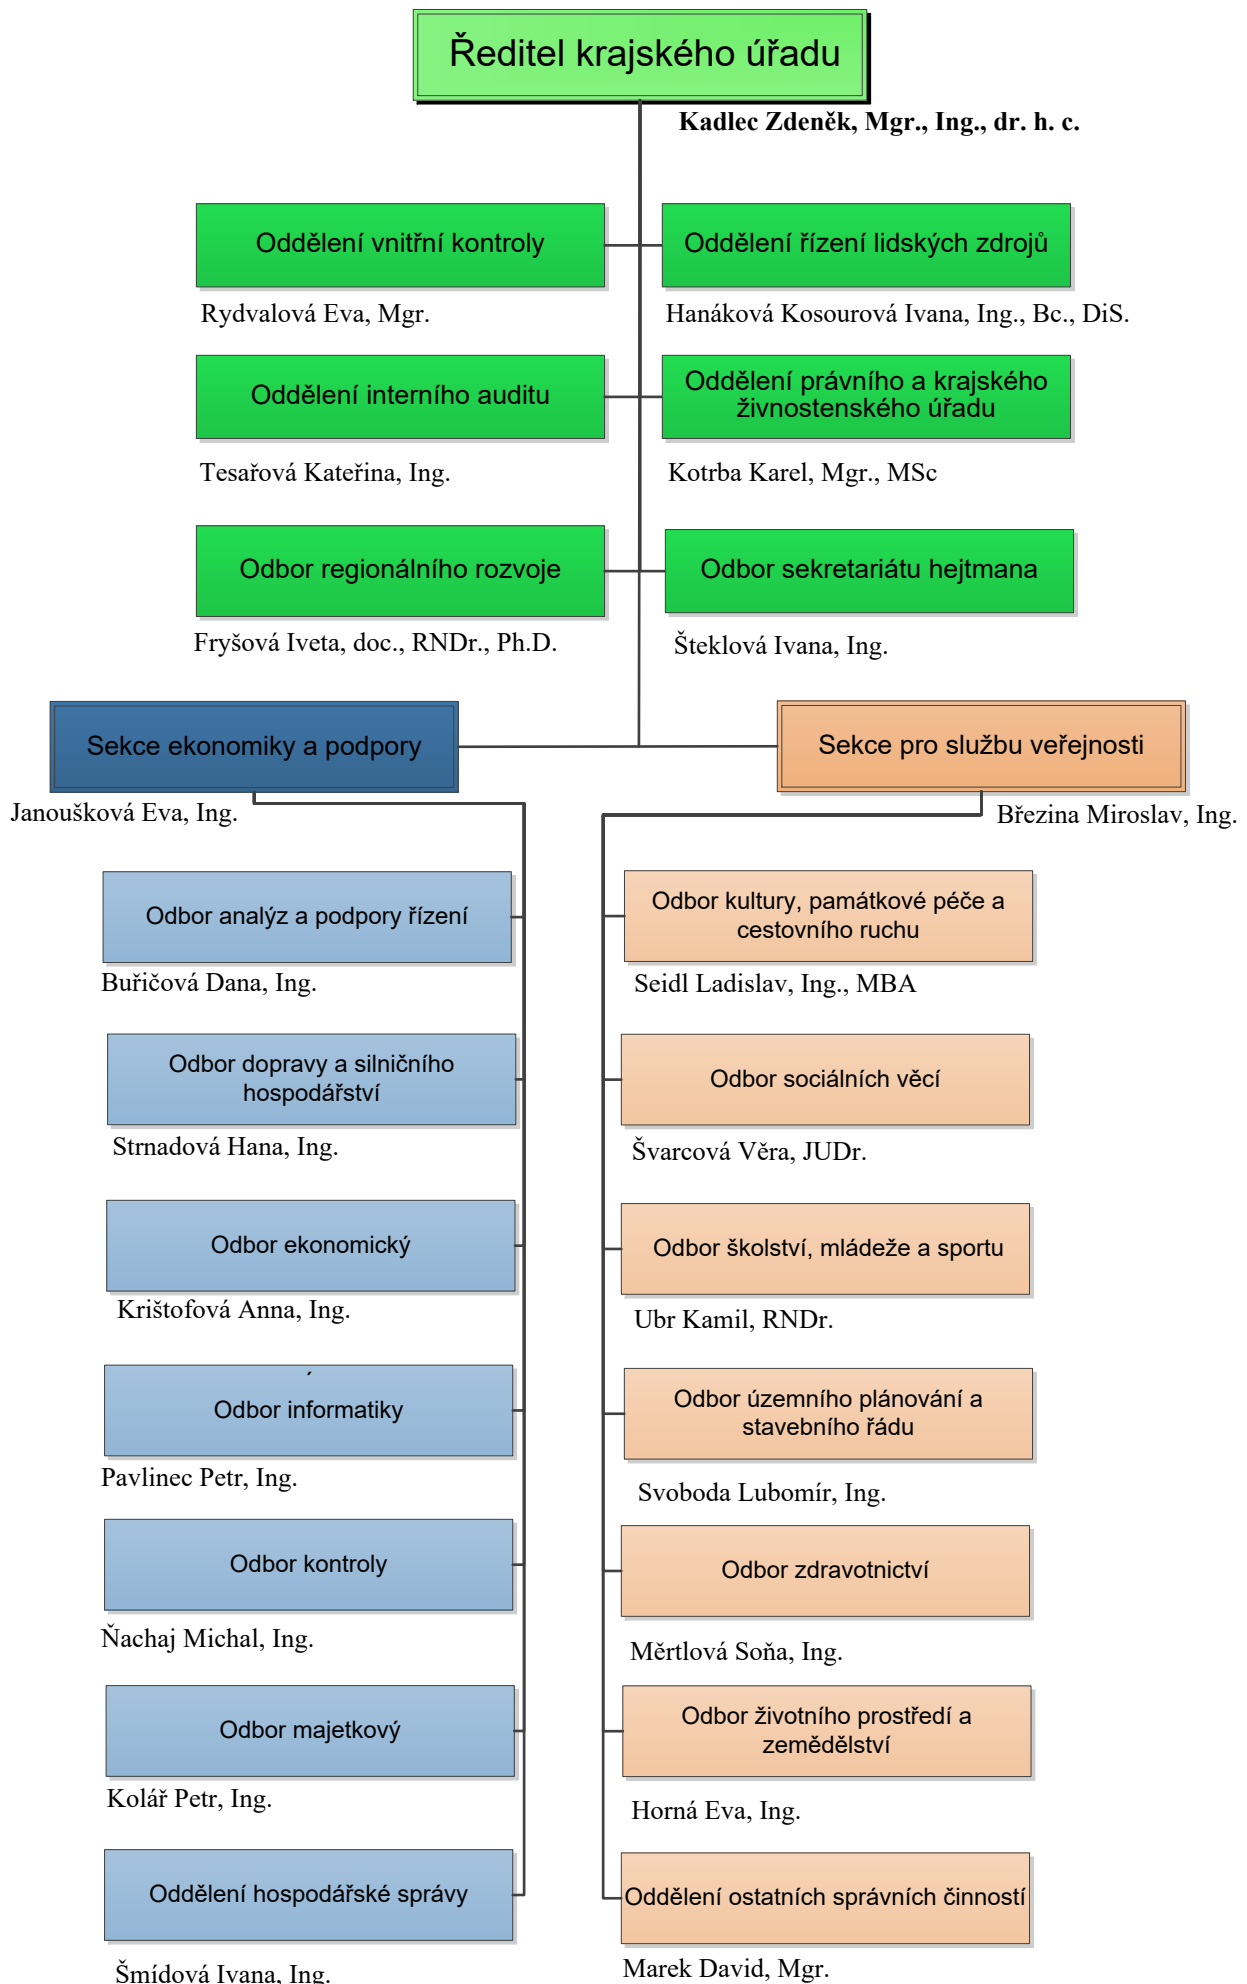 Ředitel krajského úřadu
Kadlec Zdeněk, Mgr., Ing., dr. h. c.
Oddělení vnitřní kontroly
Rydvalová Eva, Mgr.
Oddělení řízení lidských zdrojů
Hanáková Kosourová Ivana, Ing., Bc., DiS.
Oddělení interního auditu
Tesařová Kateřina, Ing.
Oddělení právního a krajského
živnostenského úřadu
Kotrba Karel, Mgr., MSc
Odbor regionálního rozvoje
Fryšová Iveta, doc., RNDr., Ph.D.
Odbor sekretariátu hejtmana
Šteklová Ivana, Ing.
Sekce ekonomiky a podpory
Janoušková Eva, Ing.
Sekce pro službu veřejnosti
Březina Miroslav, Ing.
Odbor analýz a podpory řízení
Buřičová Dana, Ing.
Odbor dopravy a silničního
hospodářství
Strnadová Hana, Ing.
Odbor ekonomický
Krištofová Anna, Ing.
Odbor informatiky
Pavlinec Petr, Ing.
Odbor kontroly
Ňachaj Michal, Ing.
Odbor majetkový
Kolář Petr, Ing.
Oddělení hospodářské správy
Šmídová Ivana, Ing.
Odbor kultury, památkové péče a
cestovního ruchu
Seidl Ladislav, Ing., MBA
Odbor sociálních věcí
Švarcová Věra, JUDr.
Odbor školství, mládeže a sportu
Ubr Kamil, RNDr.
Odbor územního plánování a
stavebního řádu
Svoboda Lubomír, Ing.
Odbor zdravotnictví
Měrtlová Soňa, Ing.
Odbor životního prostředí a
zemědělství
Horná Eva, Ing.
Oddělení ostatních správních činností
Marek David, Mgr.